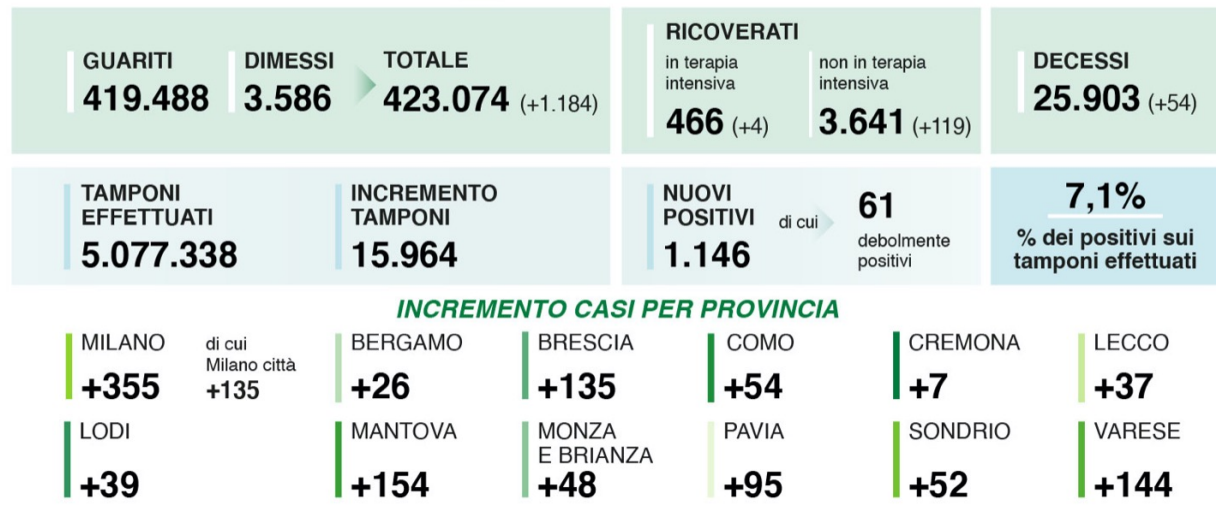 GUARITI
419.488
DIMESSI
3.586
TOTALE
423.074 (+1.184)
RICOVERATI
in terapia
intensiva
466 (+4)
non in terapia
intensiva
3.641 (+119)
DECESSI
25.903 (+54)
TAMPONI
EFFETTUATI
5.077.338
INCREMENTO
TAMPONI
15.964
NUOVI
POSITIVI
1.146
di cui
61
debolmente
positivi
7,1%
% dei positivi sui
tamponi effettuati
INCREMENTO CASI PER PROVINCIA
MILANO
+355
di cui
Milano città
+135
BERGAMO
+26
BRESCIA
+135
COMO
+54
CREMONA
+7
LECCO
+37
LODI
+39
MANTOVA
+154
MONZA
E BRIANZA
+48
PAVIA
+95
SONDRIO
+52
VARESE
+144